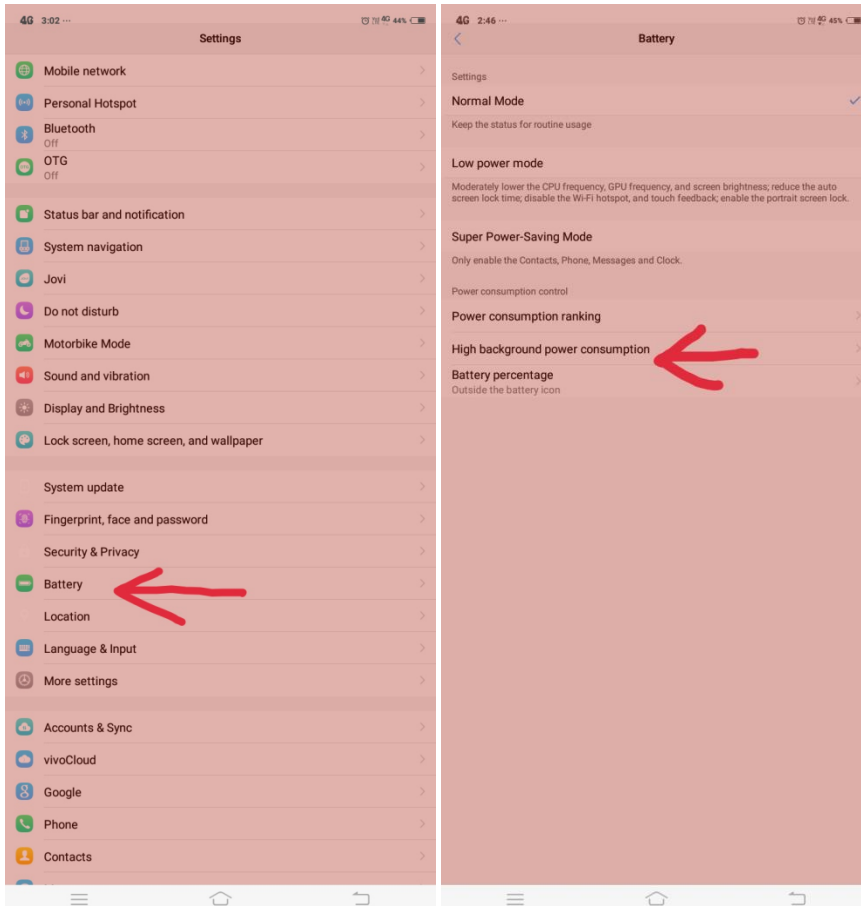 4G 3:02 ...
4G 44%
Settings
Mobile network
Personal Hotspot
Bluetooth
Off
OTG
Off
Status bar and notification
System navigation
Jovi
Do not disturb
Motorbike Mode
Sound and vibration
Display and Brightness
Lock screen, home screen, and wallpaper
System update
Fingerprint, face and password
Security & Privacy
Battery
Location
Language & Input
More settings
Accounts & Sync
vivoCloud
Google
Phone
Contacts
4G 2:46 ...
4G 45%
Battery
Settings
Normal Mode
Keep the status for routine usage
Low power mode
Moderately lower the CPU frequency, GPU frequency, and screen brightness; reduce the auto
screen lock time; disable the Wi-Fi hotspot, and touch feedback; enable the portrait screen lock.
Super Power-Saving Mode
Only enable the Contacts, Phone, Messages and Clock.
Power consumption control
Power consumption ranking
High background power consumption
Battery percentage
Outside the battery icon